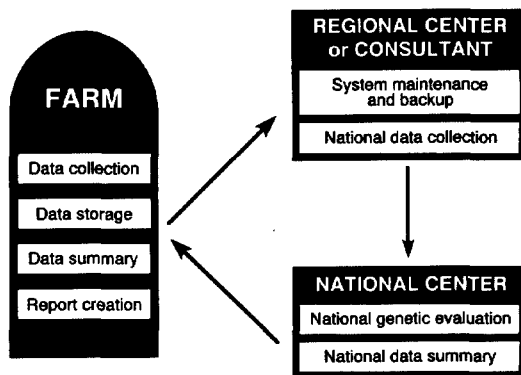 FARM
Data collection
Data storage
Data summary
Report creation
REGIONAL CENTER
or CONSULTANT
System maintenance
and backup
National data collection
NATIONAL CENTER
National genetic evaluation
National data summary